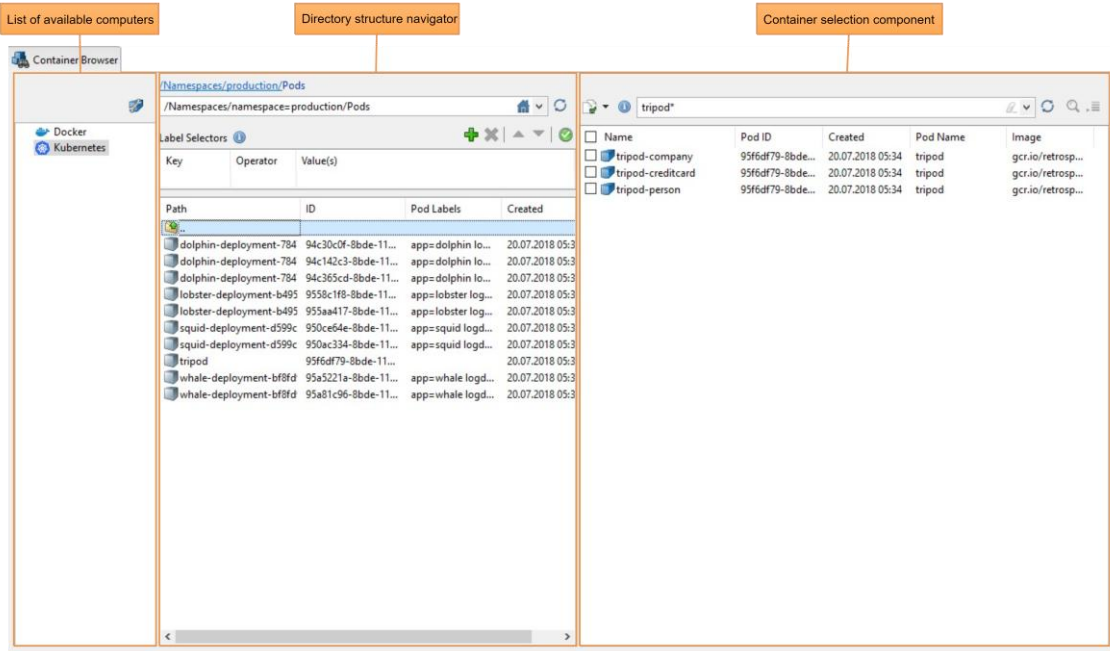 List of available computers
Directory structure navigator
Container selection component
Container Browser
/Namespaces/production/Pods
/Namespaces/namespace=production/Pods
Label Selectors
Key Operator Value(s)
Path ID Pod Labels Created
..
dolphin-deployment-784 94c30c0f-8bde-11... app=dolphin lo... 20.07.2018 05:3
dolphin-deployment-784 94c142c3-8bde-11... app=dolphin lo... 20.07.2018 05:3
dolphin-deployment-784 94c365cd-8bde-11... app=dolphin lo... 20.07.2018 05:3
lobster-deployment-b495 9558c1f8-8bde-11... app=lobster log... 20.07.2018 05:3
lobster-deployment-b495 955aa417-8bde-11... app=lobster log... 20.07.2018 05:3
squid-deployment-d599c 950ce64e-8bde-11... app=squid logd... 20.07.2018 05:3
squid-deployment-d599c 950ac334-8bde-11... app=squid logd... 20.07.2018 05:3
tripod 95f6df79-8bde-11... 20.07.2018 05:3
whale-deployment-bf8fd 95a5221a-8bde-11... app=whale logd... 20.07.2018 05:3
whale-deployment-bf8fd 95a81c96-8bde-11... app=whale logd... 20.07.2018 05:3
Docker
Kubernetes
tripod*
Name Pod ID Created Pod Name Image
tripod-company 95f6df79-8bde... 20.07.2018 05:34 tripod gcr.io/retrosp...
tripod-creditcard 95f6df79-8bde... 20.07.2018 05:34 tripod gcr.io/retrosp...
tripod-person 95f6df79-8bde... 20.07.2018 05:34 tripod gcr.io/retrosp...